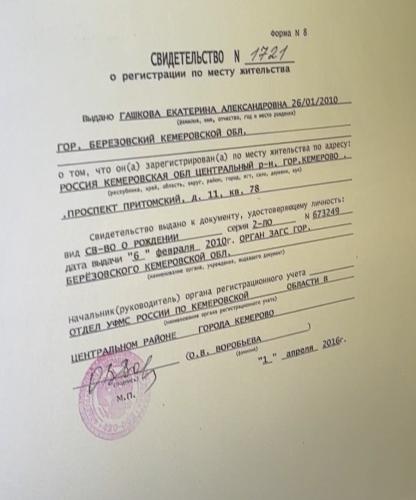 Форма N 8
СВИДЕТЕЛЬСТВО N 1721
о регистрации по месту жительства
Выдано ГАШКОВА ЕКАТЕРИНА АЛЕКСАНДРОВНА 26/01/2010
(фамилия, имя, отчество, год и место рождения)
ГОР. БЕРЕЗОВСКИЙ КЕМЕРОВСКОЙ ОБЛ.
о том, что он(а) зарегистрирован(а) по месту жительства по адресу:
РОССИЯ КЕМЕРОВСКАЯ ОБЛ ЦЕНТРАЛЬНЫЙ р-н, ГОР.КЕМЕРОВО .
(республика, край, область, округ, район, город, пгт, село, деревня, аул)
.ПРОСПЕКТ ПРИТОМСКИЙ, д. 11, кв. 78
Свидетельство выдано к документу, удостоверяющему личность:
вид СВ-ВО О РОЖДЕНИИ серия 2-ЛО N 673249
дата выдачи "6 " февраля 2010г. ОРГАН ЗАГС ГОР.
БЕРЁЗОВСКОГО КЕМЕРОВСКОЙ ОБЛ.
(наименование органа, учреждения, выдавшего документ)
начальник(руководитель) органа регистрационного учета
ОТДЕЛ УФМС РОССИИ ПО КЕМЕРОВСКОЙ ОБЛАСТИ В
(наименование органа регистрационного учета)
ЦЕНТРАЛЬНОМ РАЙОНЕ ГОРОДА КЕМЕРОВО
(О.В. ВОРОБЬЕВА )
(подпись) (фамилия)
М.П. "1 " апреля 2016г.